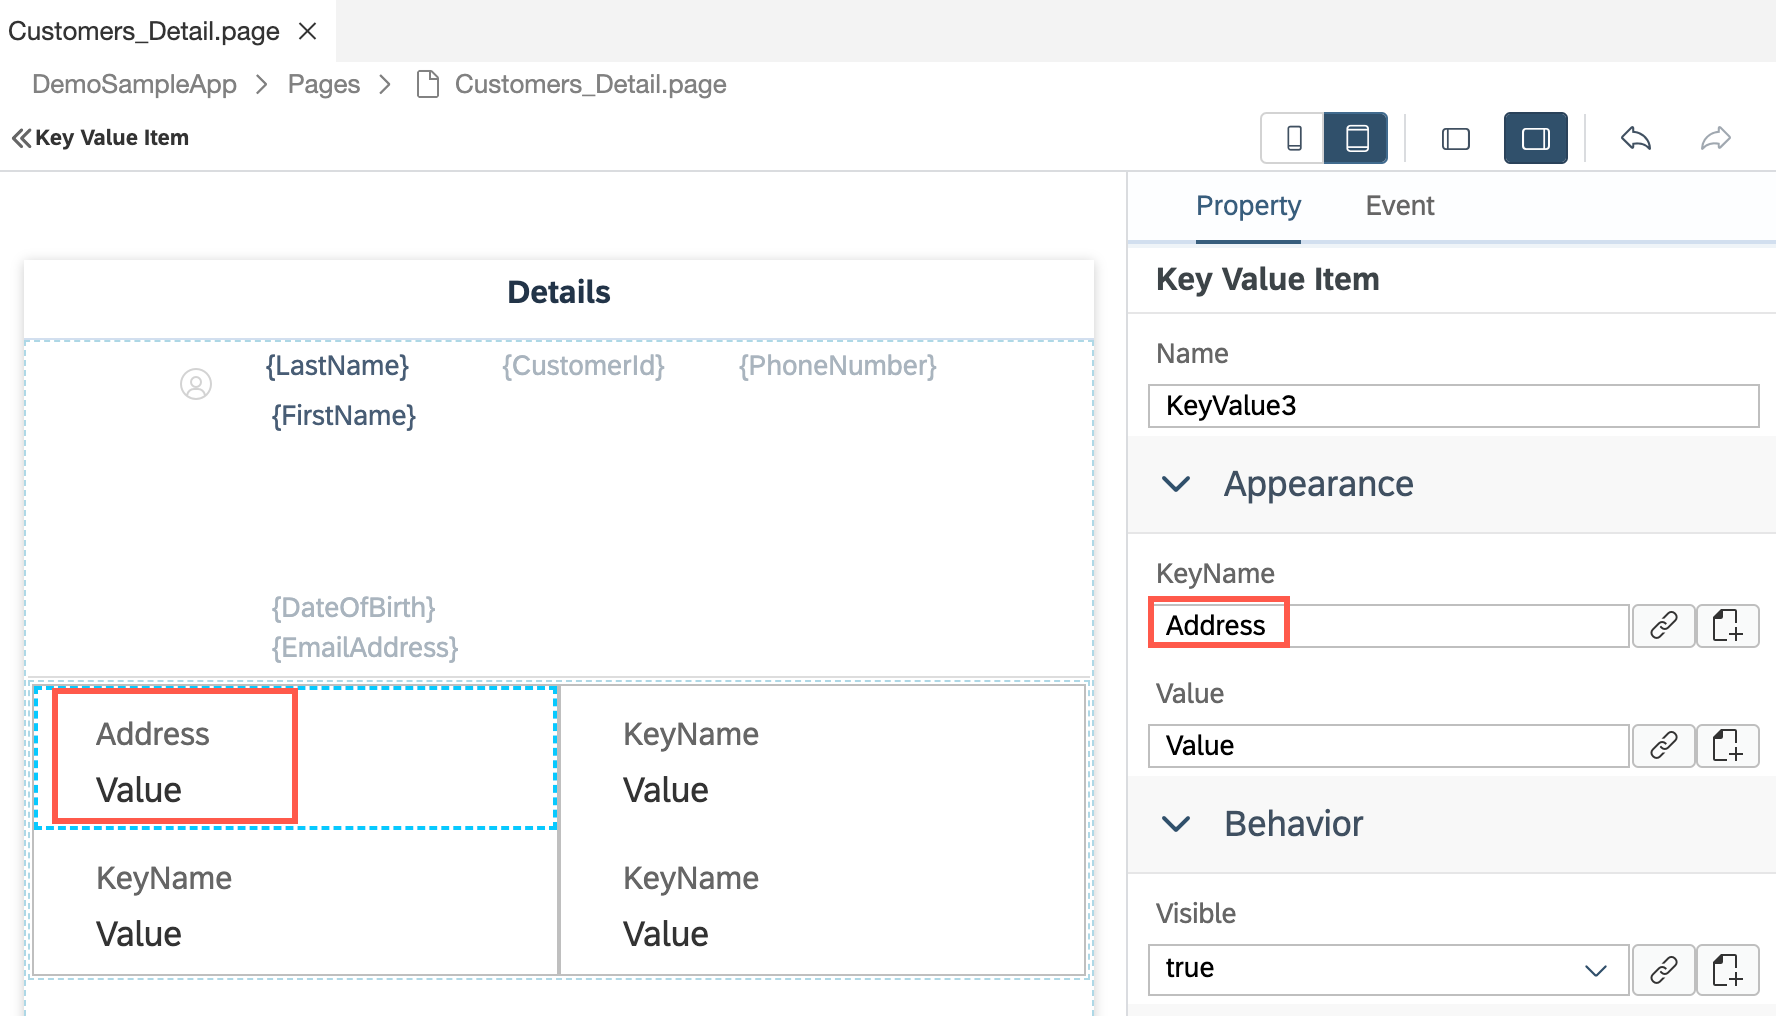 Customers_Detail.page
DemoSampleApp > Pages > Customers_Detail.page
Key Value Item
Details
{LastName} {CustomerId} {PhoneNumber}
{FirstName}
{DateOfBirth}
{EmailAddress}
Address KeyName
Value Value
KeyName KeyName
Value Value
Property Event
Key Value Item
Name
KeyValue3
Appearance
KeyName
Address
Value
Value
Behavior
Visible
true